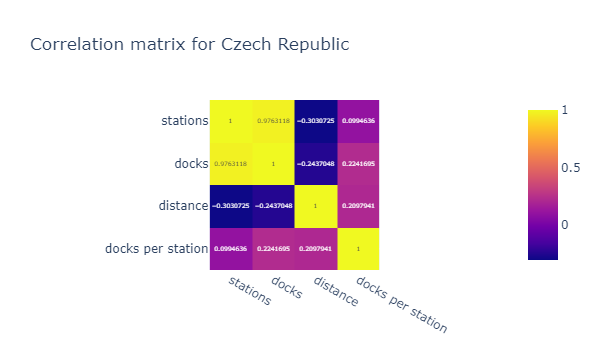 Correlation matrix for Czech Republic
stations 1 0.9763118 −0.3030725 0.0994636
docks 0.9763118 1 −0.2437048 0.2241695
distance −0.3030725 −0.2437048 1 0.2097941
docks per station 0.0994636 0.2241695 0.2097941 1
stations docks distance docks per station
1
0.5
0